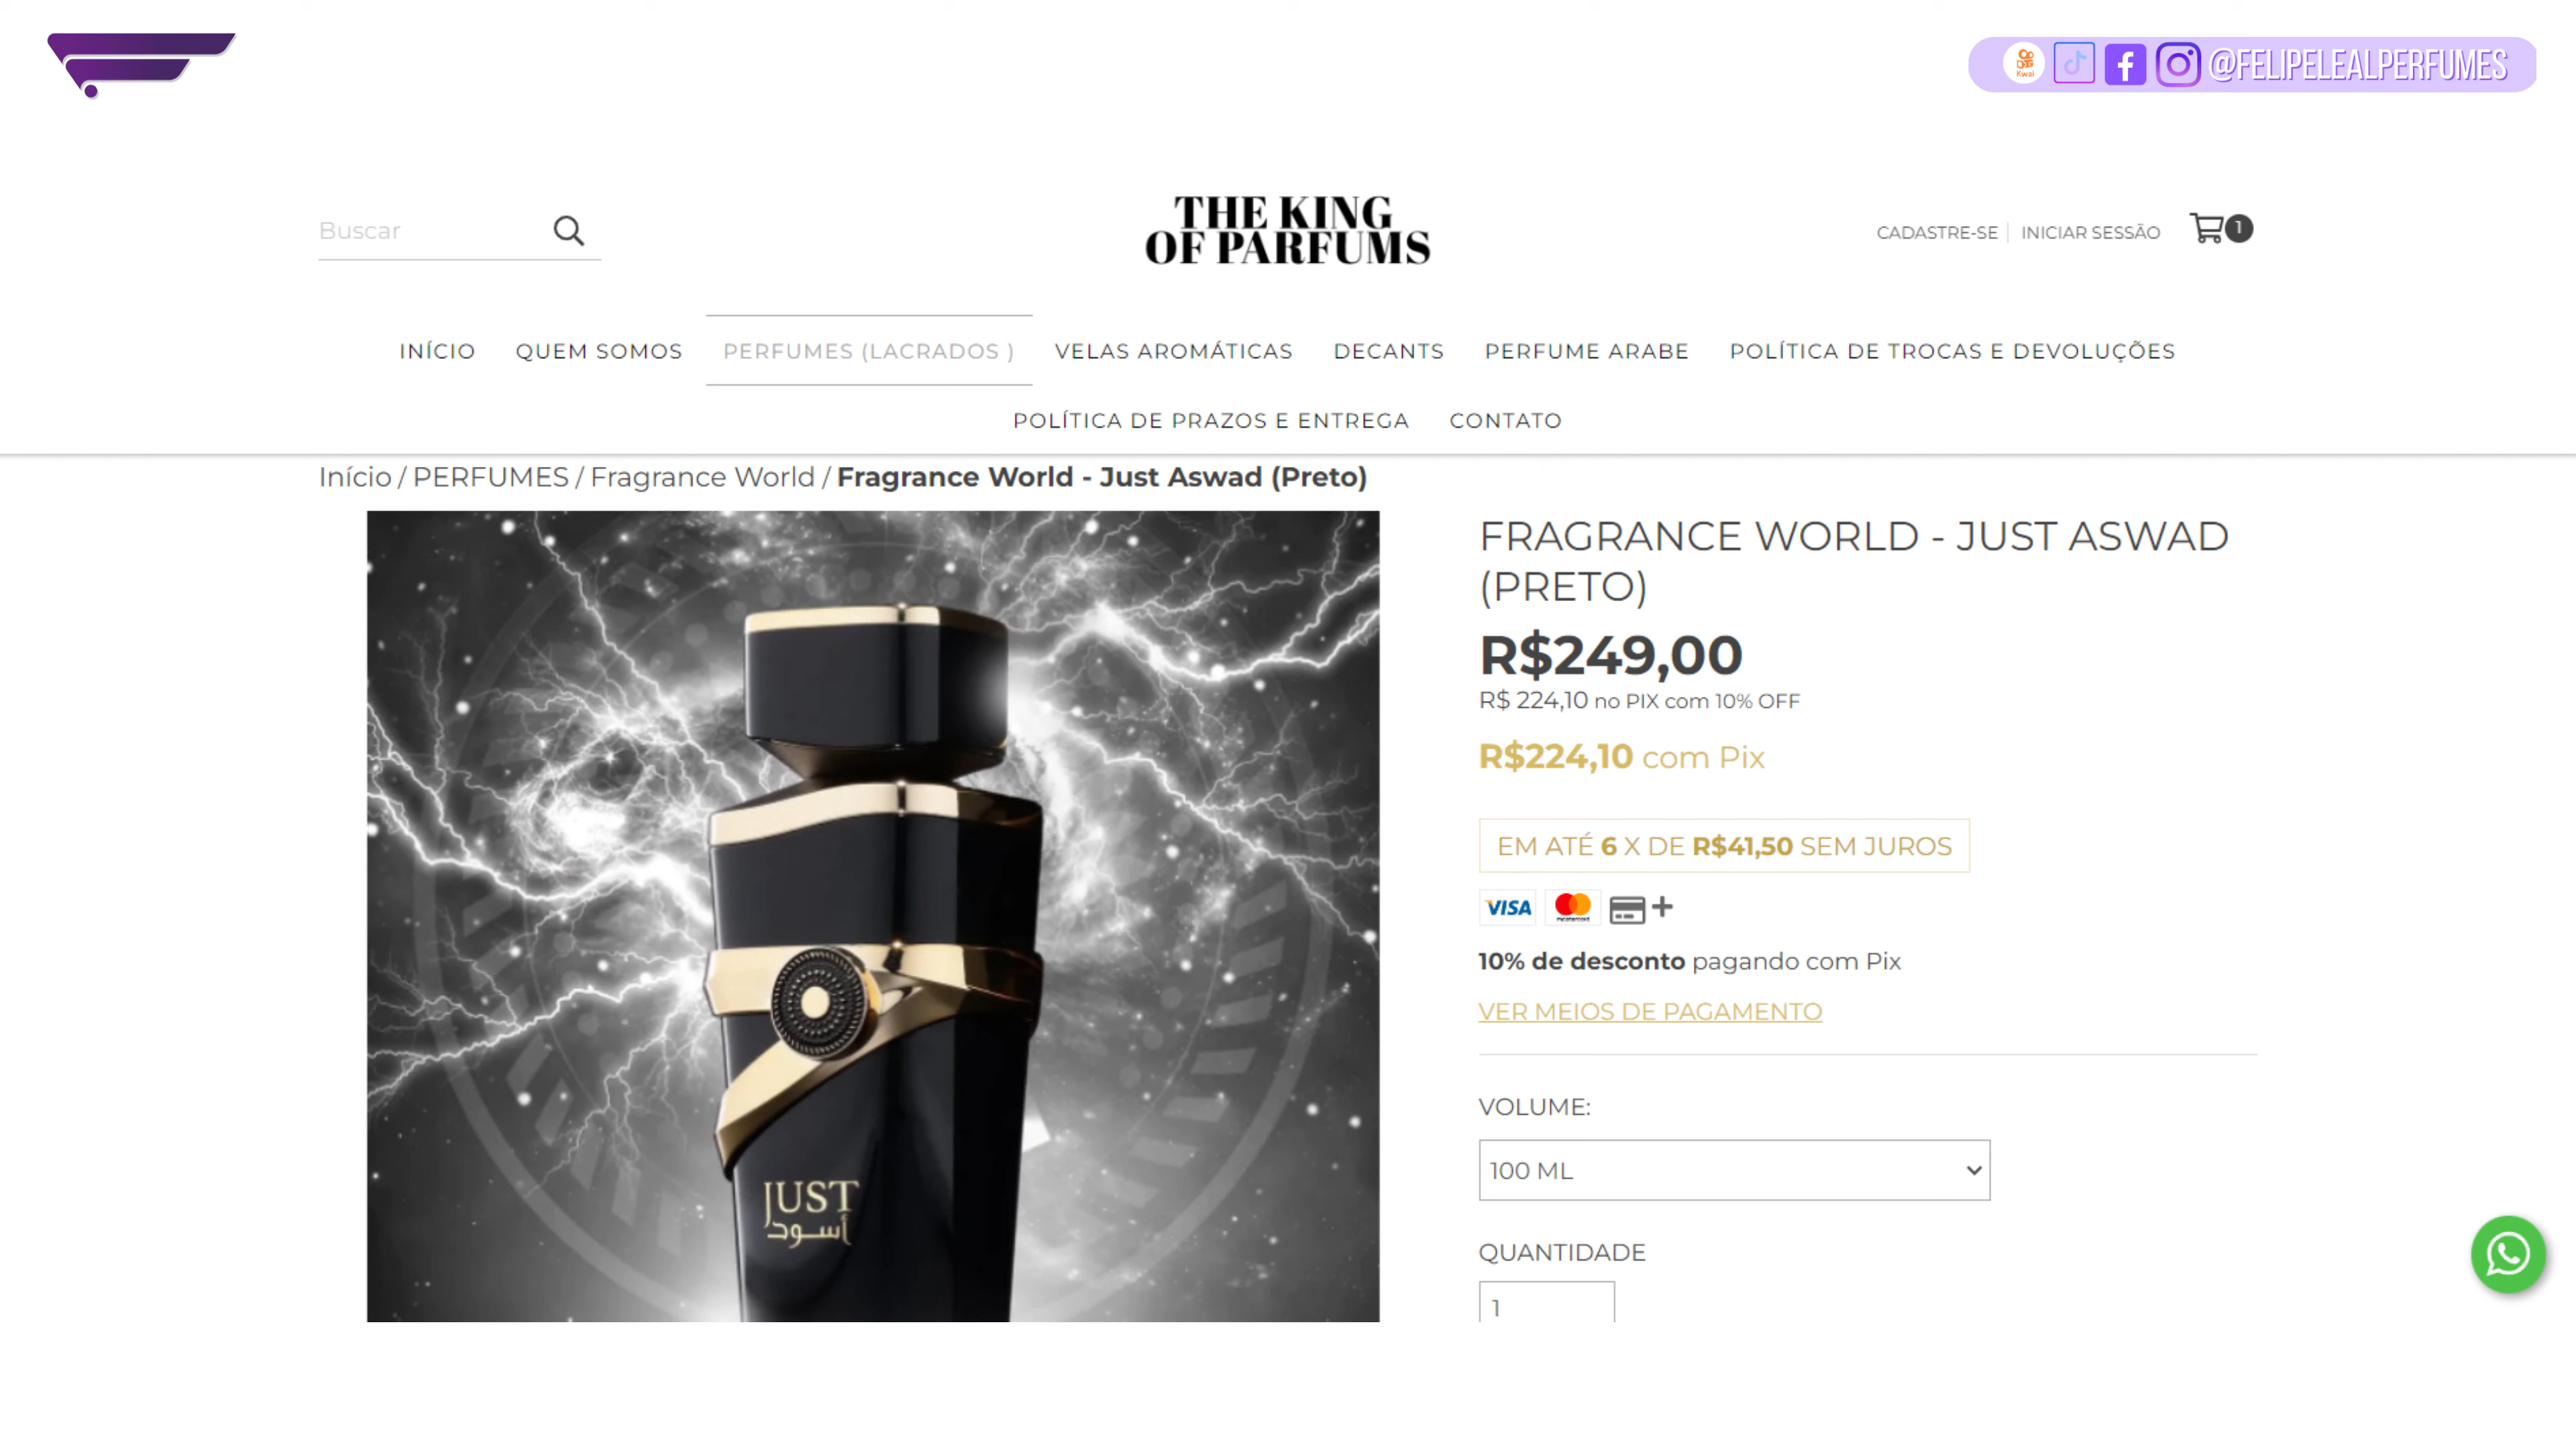 Kwai
@FELIPELEALPERFUMES
Buscar
THE KING
OF PARFUMS
CADASTRE-SE
INICIAR SESSÃO
1
INÍCIO
QUEM SOMOS
PERFUMES (LACRADOS )
VELAS AROMÁTICAS
DECANTS
PERFUME ARABE
POLÍTICA DE TROCAS E DEVOLUÇÕES
POLÍTICA DE PRAZOS E ENTREGA
CONTATO
Início / PERFUMES / Fragrance World / Fragrance World - Just Aswad (Preto)
JUST
أسود
FRAGRANCE WORLD - JUST ASWAD
(PRETO)
R$249,00
R$ 224,10 no PIX com 10% OFF
R$224,10 com Pix
EM ATÉ 6 X DE R$41,50 SEM JUROS
VISA
mastercard
10% de desconto pagando com Pix
VER MEIOS DE PAGAMENTO
VOLUME:
100 ML
QUANTIDADE
1